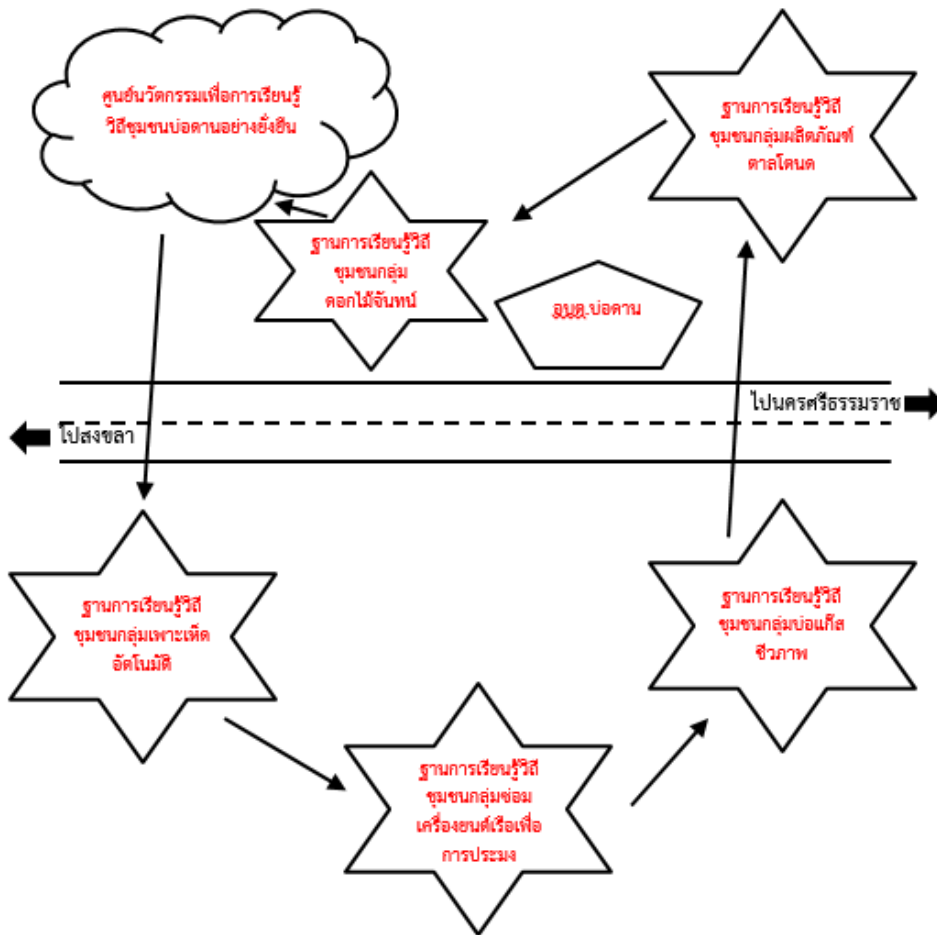 ศูนย์นวัตกรรมเพื่อการเรียนรู้
วิถีชุมชนบ่อดานอย่างยั่งยืน
ฐานการเรียนรู้วิถี
ชุมชนกลุ่มผลิตภัณฑ์
ตาลโตนด
ฐานการเรียนรู้วิถี
ชุมชนกลุ่ม
ดอกไม้จันทน์
อบต.บ่อดาน
ไปนครศรีธรรมราช
ไปสงขลา
ฐานการเรียนรู้วิถี
ชุมชนกลุ่มเพาะเห็ด
อัตโนมัติ
ฐานการเรียนรู้วิถี
ชุมชนกลุ่มบ่อแก๊ส
ชีวภาพ
ฐานการเรียนรู้วิถี
ชุมชนกลุ่มซ่อม
เครื่องยนต์เรือเพื่อ
การประมง